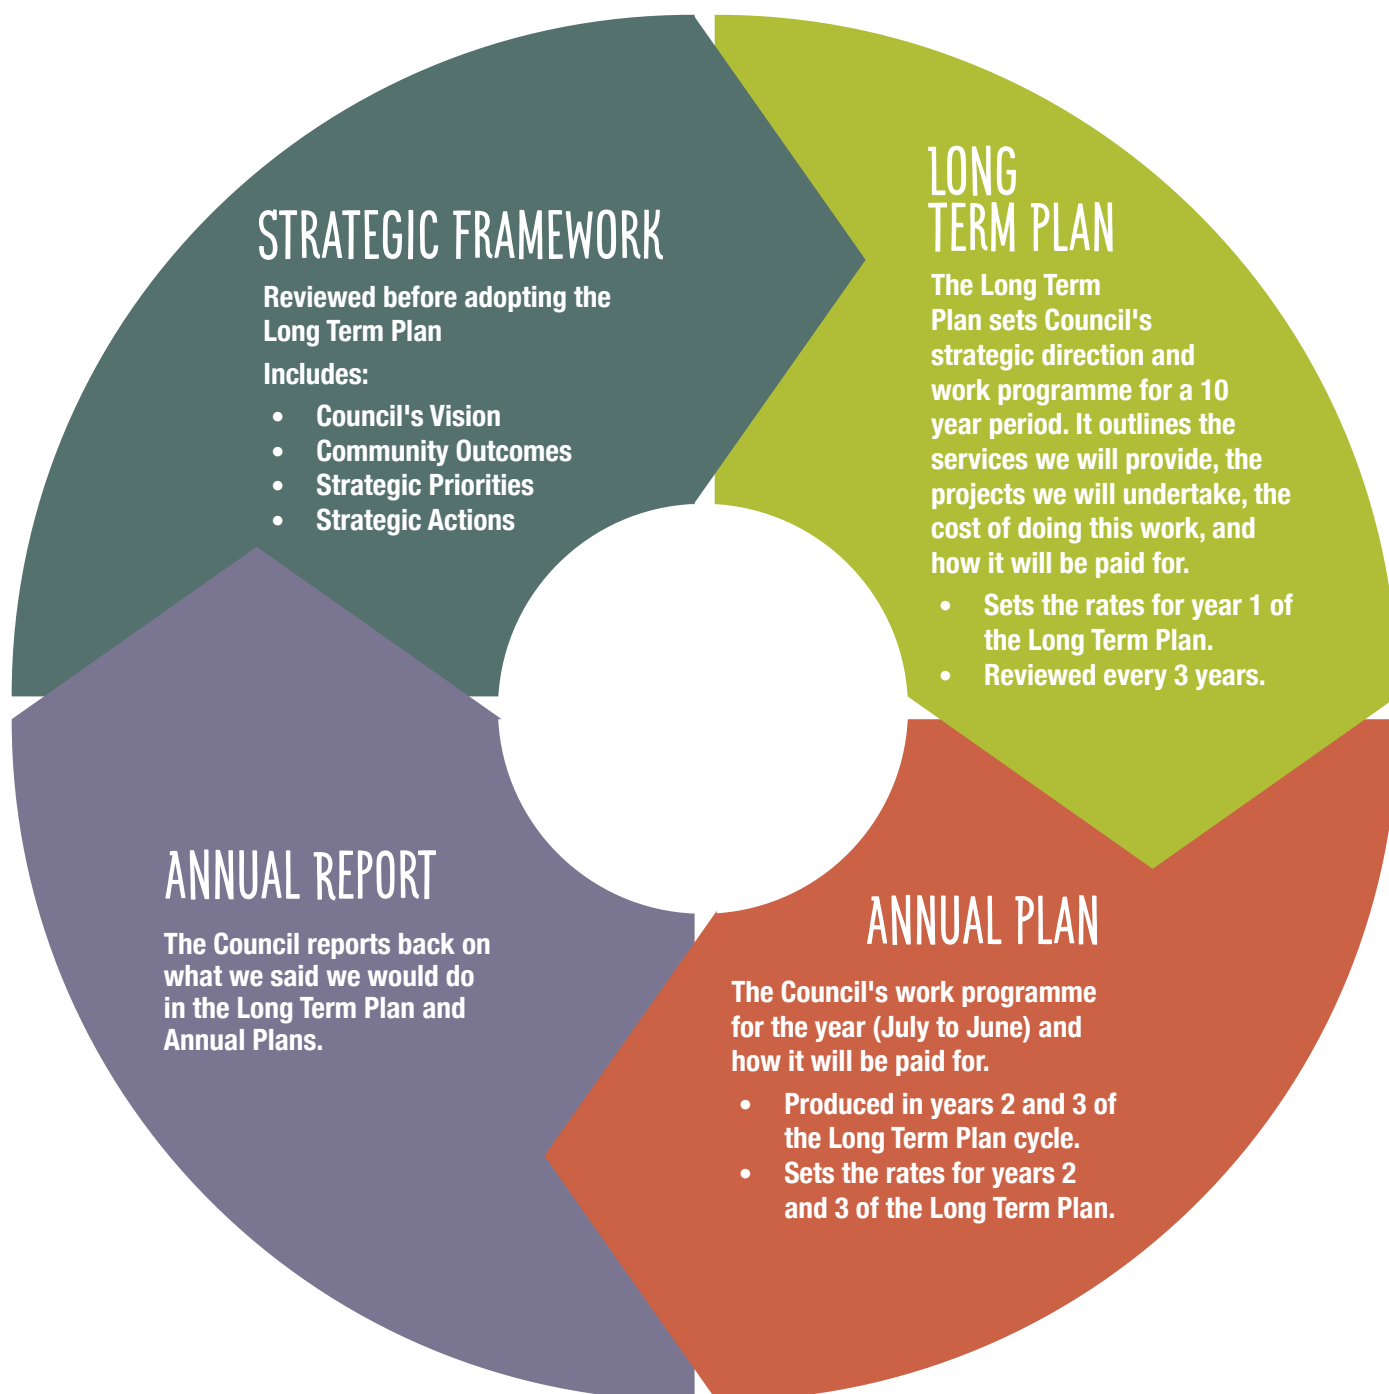 STRATEGIC FRAMEWORK
Reviewed before adopting the
Long Term Plan
Includes:
• Council's Vision
• Community Outcomes
• Strategic Priorities
• Strategic Actions
LONG
TERM PLAN
The Long Term
Plan sets Council's
strategic direction and
work programme for a 10
year period. It outlines the
services we will provide, the
projects we will undertake, the
cost of doing this work, and
how it will be paid for.
• Sets the rates for year 1 of
the Long Term Plan.
• Reviewed every 3 years.
ANNUAL PLAN
The Council's work programme
for the year (July to June) and
how it will be paid for.
• Produced in years 2 and 3 of
the Long Term Plan cycle.
• Sets the rates for years 2
and 3 of the Long Term Plan.
ANNUAL REPORT
The Council reports back on
what we said we would do
in the Long Term Plan and
Annual Plans.